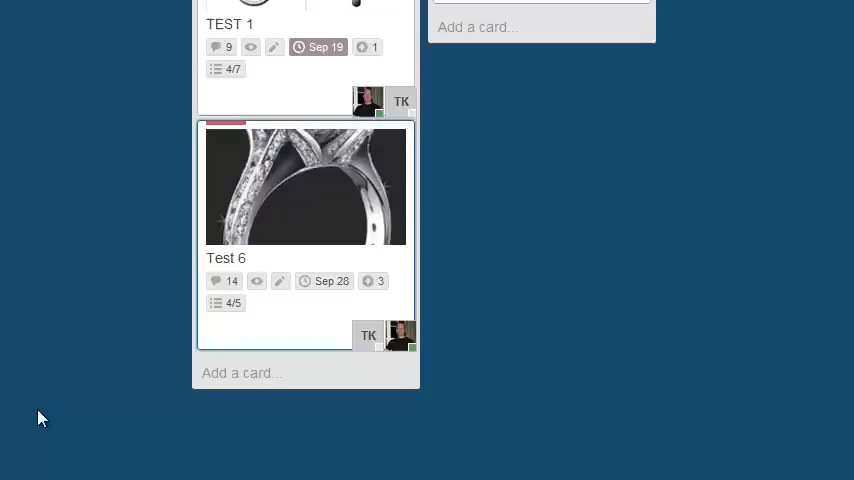 TEST 1
9 Sep 19 1
4/7
TK
Test 6
14 Sep 28 3
4/5
TK
Add a card...
Add a card...